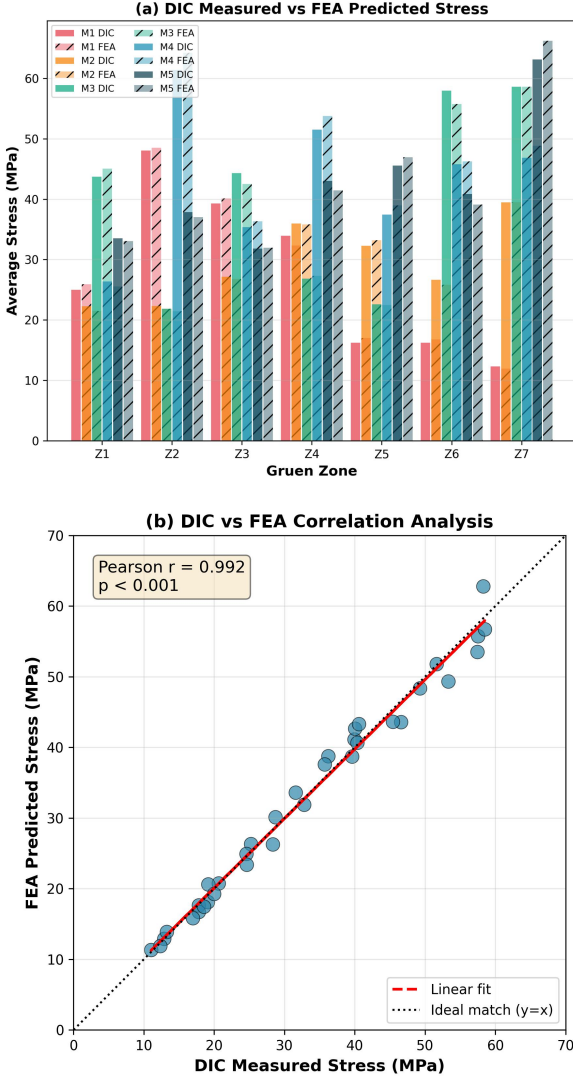 (a) DIC Measured vs FEA Predicted Stress
M1 DIC
M1 FEA
M2 DIC
M2 FEA
M3 DIC
M3 FEA
M4 DIC
M4 FEA
M5 DIC
M5 FEA
Average Stress (MPa)
60
50
40
30
20
10
0
Z1 Z2 Z3 Z4 Z5 Z6 Z7
Gruen Zone
(b) DIC vs FEA Correlation Analysis
Pearson r = 0.992
p < 0.001
FEA Predicted Stress (MPa)
70
60
50
40
30
20
10
0
Linear fit
Ideal match (y=x)
0 10 20 30 40 50 60 70
DIC Measured Stress (MPa)